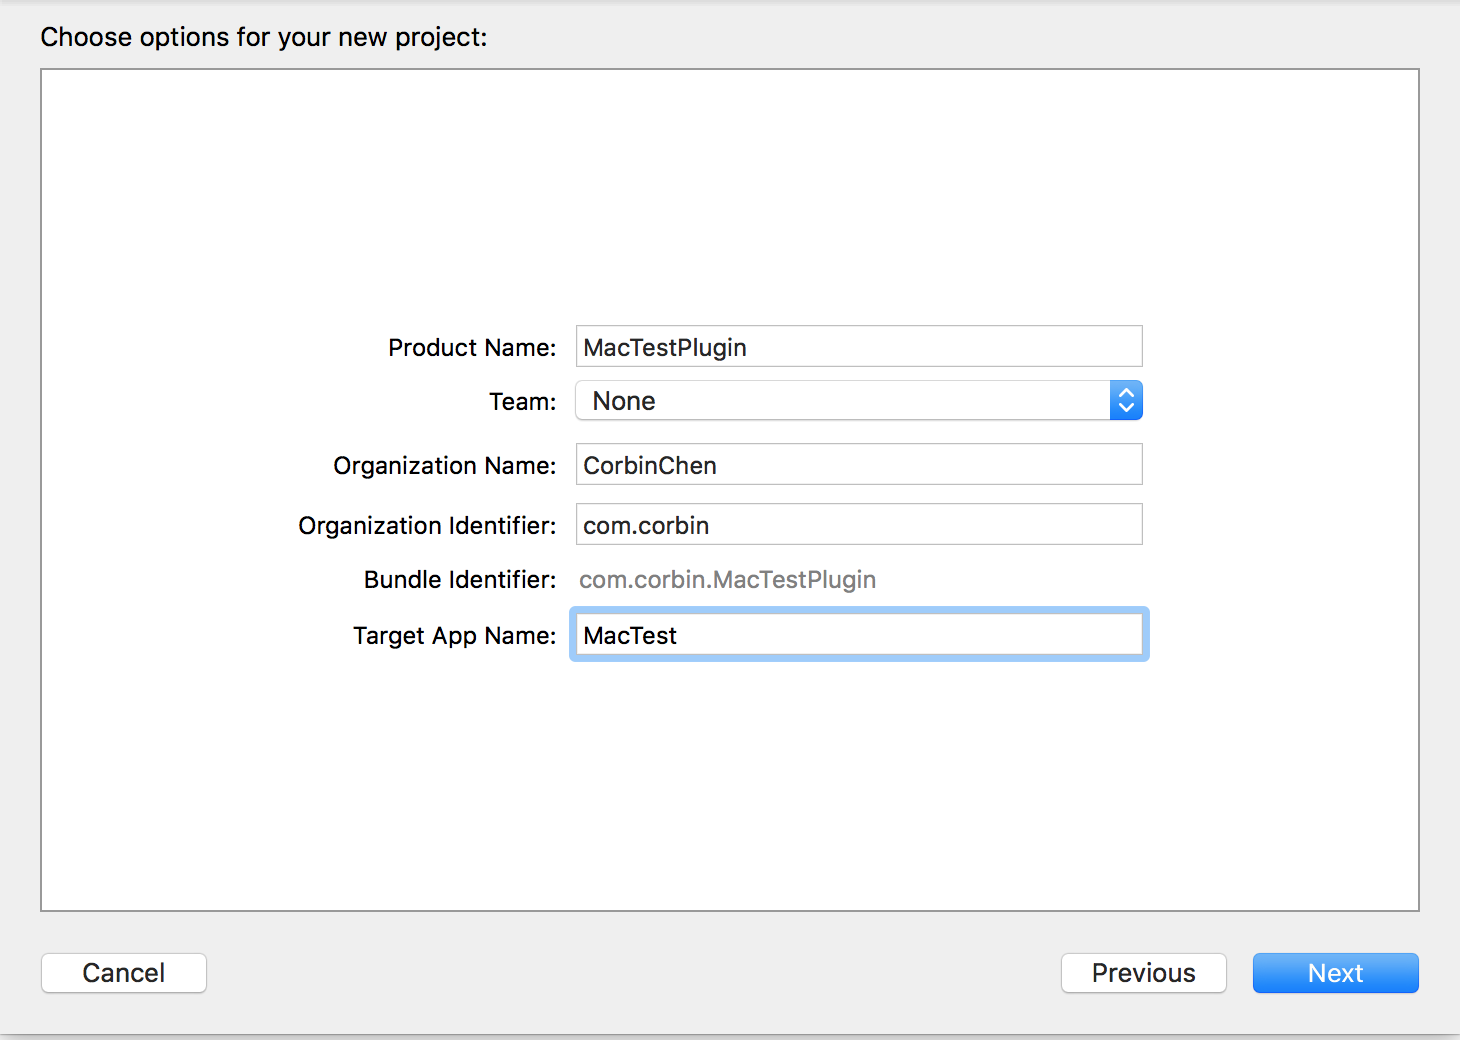 Choose options for your new project:
Product Name: MacTestPlugin
Team: None
Organization Name: CorbinChen
Organization Identifier: com.corbin
Bundle Identifier: com.corbin.MacTestPlugin
Target App Name: MacTest
Cancel Previous Next